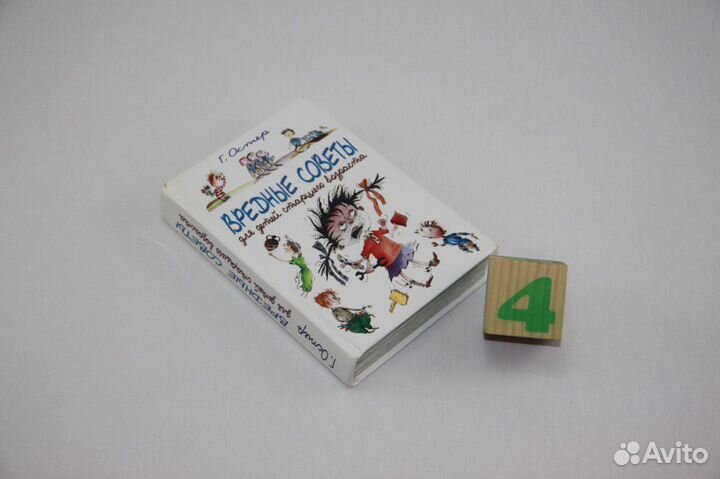 Г. Остер
ВРЕДНЫЕ СОВЕТЫ
для детей старшего возраста
Г. Остер
ВРЕДНЫЕ СОВЕТЫ
для детей старшего возраста
4
Avito